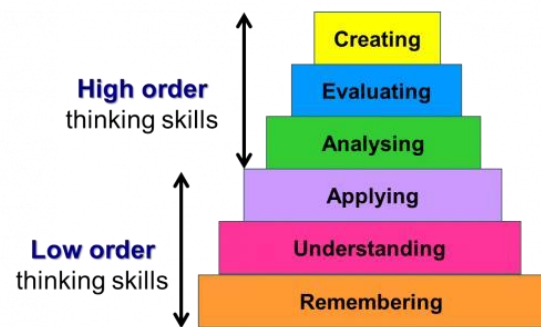 Creating
Evaluating
Analysing
Applying
Understanding
Remembering
High order
thinking skills
Low order
thinking skills